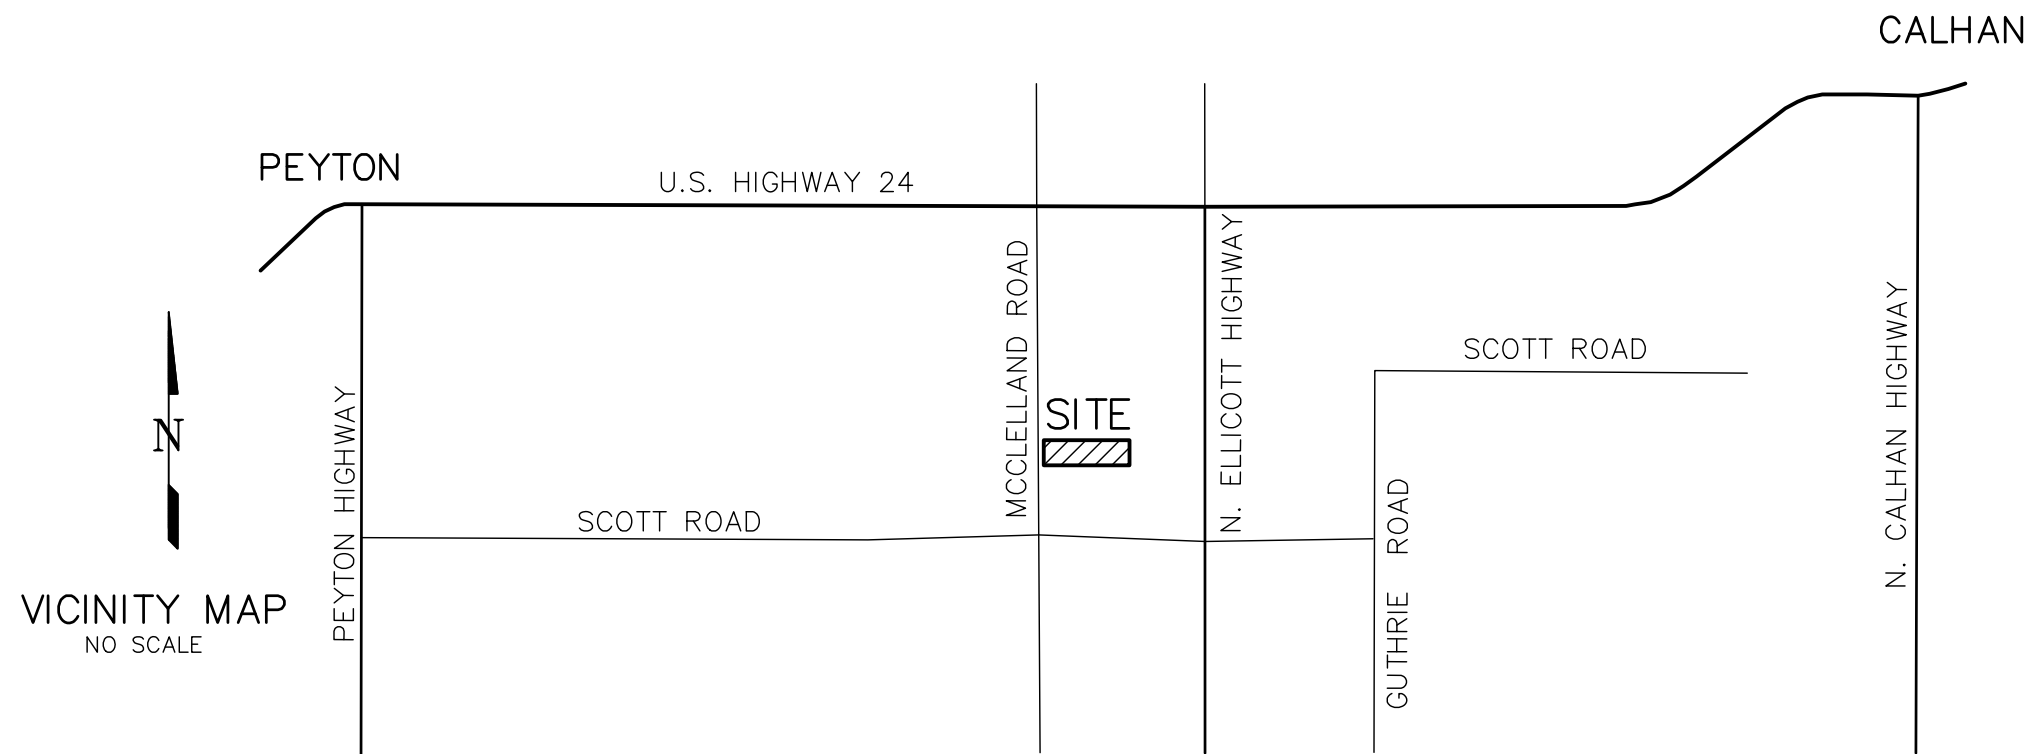 CALHAN
PEYTON
U.S. HIGHWAY 24
MCCLELLAND ROAD
N. ELLICOTT HIGHWAY
N. CALHAN HIGHWAY
SCOTT ROAD
PEYTON HIGHWAY
SITE
N
SCOTT ROAD
GUTHRIE ROAD
VICINITY MAP
NO SCALE